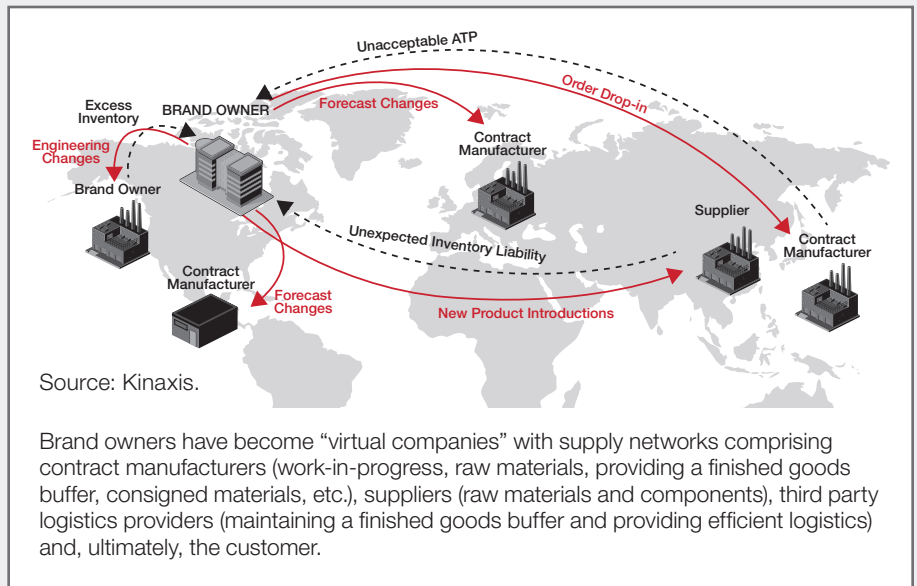 Unacceptable ATP
Order Drop-in
Excess
Inventory
BRAND OWNER
Forecast Changes
Engineering
Changes
Contract
Manufacturer
Brand Owner
Supplier
Unexpected Inventory Liability
Contract
Manufacturer
Contract
Manufacturer
Forecast
Changes
New Product Introductions
Source: Kinaxis.
Brand owners have become “virtual companies” with supply networks comprising
contract manufacturers (work-in-progress, raw materials, providing a finished goods
buffer, consigned materials, etc.), suppliers (raw materials and components), third party
logistics providers (maintaining a finished goods buffer and providing efficient logistics)
and, ultimately, the customer.